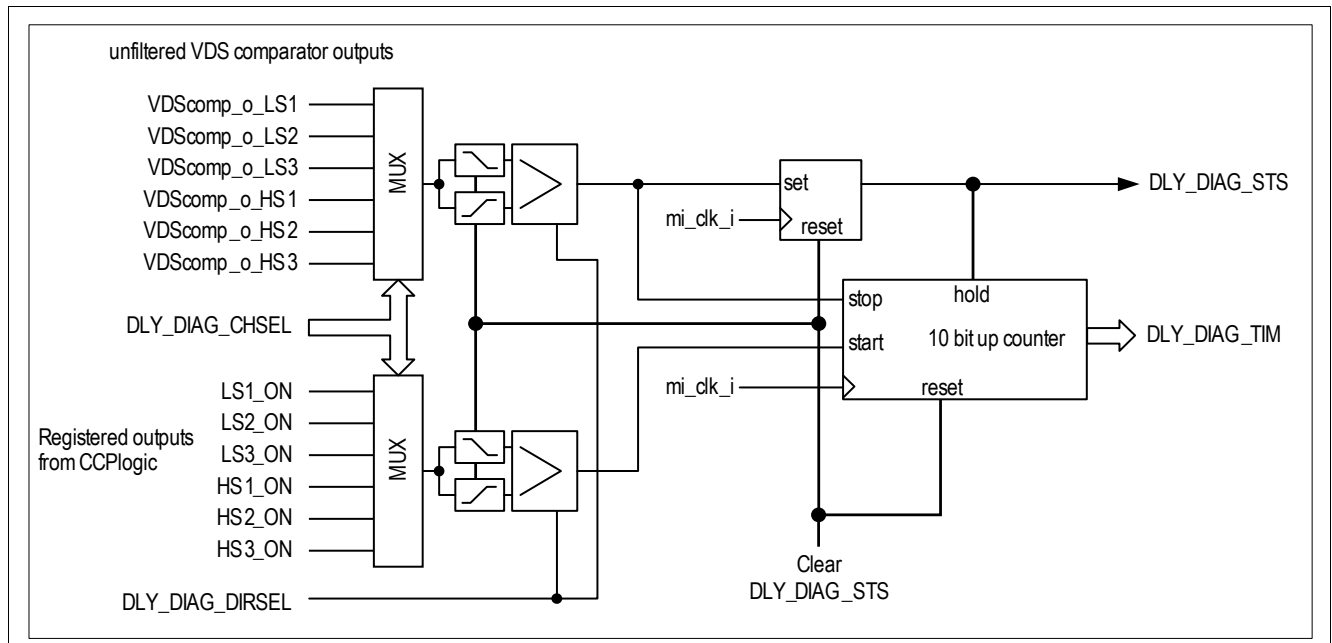 unfiltered VDS comparator outputs
VDScomp_o_LS1
VDScomp_o_LS2
VDScomp_o_LS3
VDScomp_o_HS1
VDScomp_o_HS2
VDScomp_o_HS3
MUX
DLY_DIAG_CHSEL
set
reset
mi_clk_i
DLY_DIAG_STS
stop
hold
start
10 bit up counter
DLY_DIAG_TIM
mi_clk_i
reset
Registered outputs
from CCPlogic
LS1_ON
LS2_ON
LS3_ON
HS1_ON
HS2_ON
HS3_ON
MUX
DLY_DIAG_DIRSEL
Clear
DLY_DIAG_STS